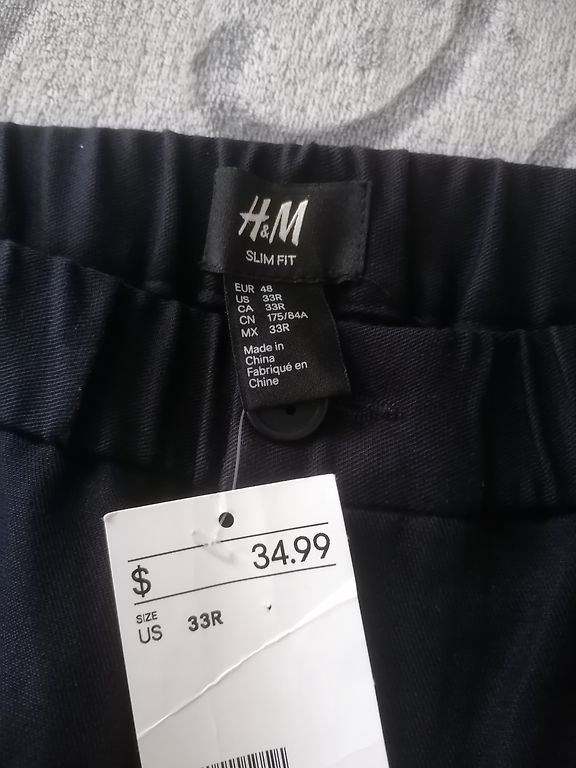 H&M
SLIM FIT
EUR 48
US 33R
CA 33R
CN 175/84A
MX 33R
Made in
China
Fabriqué en
Chine
$ 34.99
SIZE
US 33R